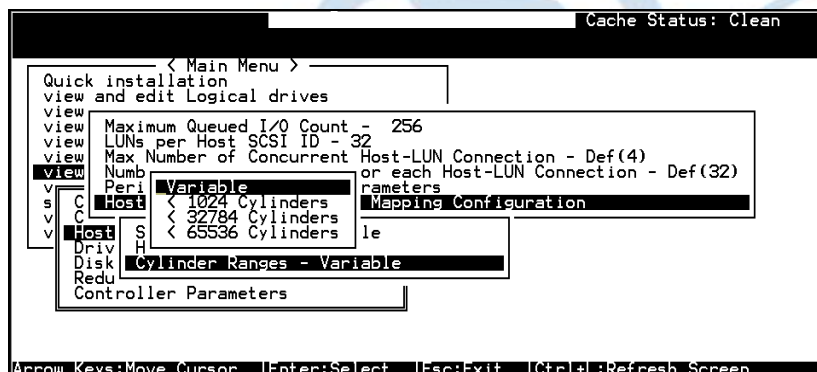 Cache Status: Clean
< Main Menu >
Quick installation
view and edit Logical drives
view
view Maximum Queued I/O Count - 256
view LUNs per Host SCSI ID - 32
view Max Number of Concurrent Host-LUN Connection - Def(4)
view Numb or each Host-LUN Connection - Def(32)
v Peri Variable rameters
s C Host < 1024 Cylinders Mapping Configuration
v C < 32784 Cylinders
v Host S < 65536 Cylinders le
Driv H
Disk Cylinder Ranges - Variable
Redu
Controller Parameters
Arrow Keys:Move Cursor |Enter:Select |Esc:Exit |Ctrl+L:Refresh Screen